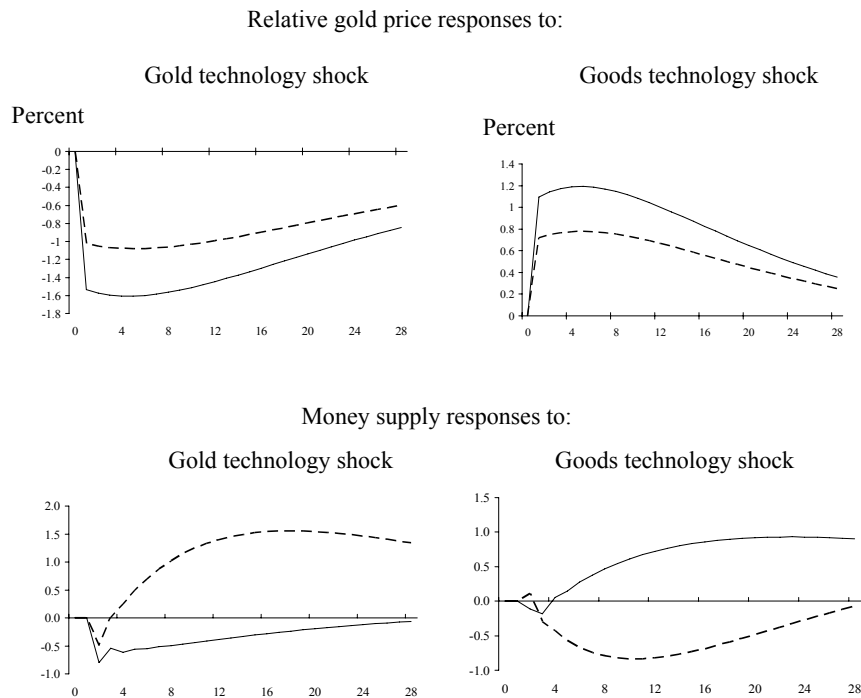 Relative gold price responses to:
Gold technology shock
Goods technology shock
Percent
Percent
0
-0.2
-0.4
-0.6
-0.8
-1
-1.2
-1.4
-1.6
-1.8
0 4 8 12 16 20 24 28
1.4
1.2
1
0.8
0.6
0.4
0.2
0
0 4 8 12 16 20 24 28
Money supply responses to:
Gold technology shock
Goods technology shock
2.0
1.5
1.0
0.5
0.0
-0.5
-1.0
0 4 8 12 16 20 24 28
1.5
1.0
0.5
0.0
-0.5
-1.0
0 4 8 12 16 20 24 28